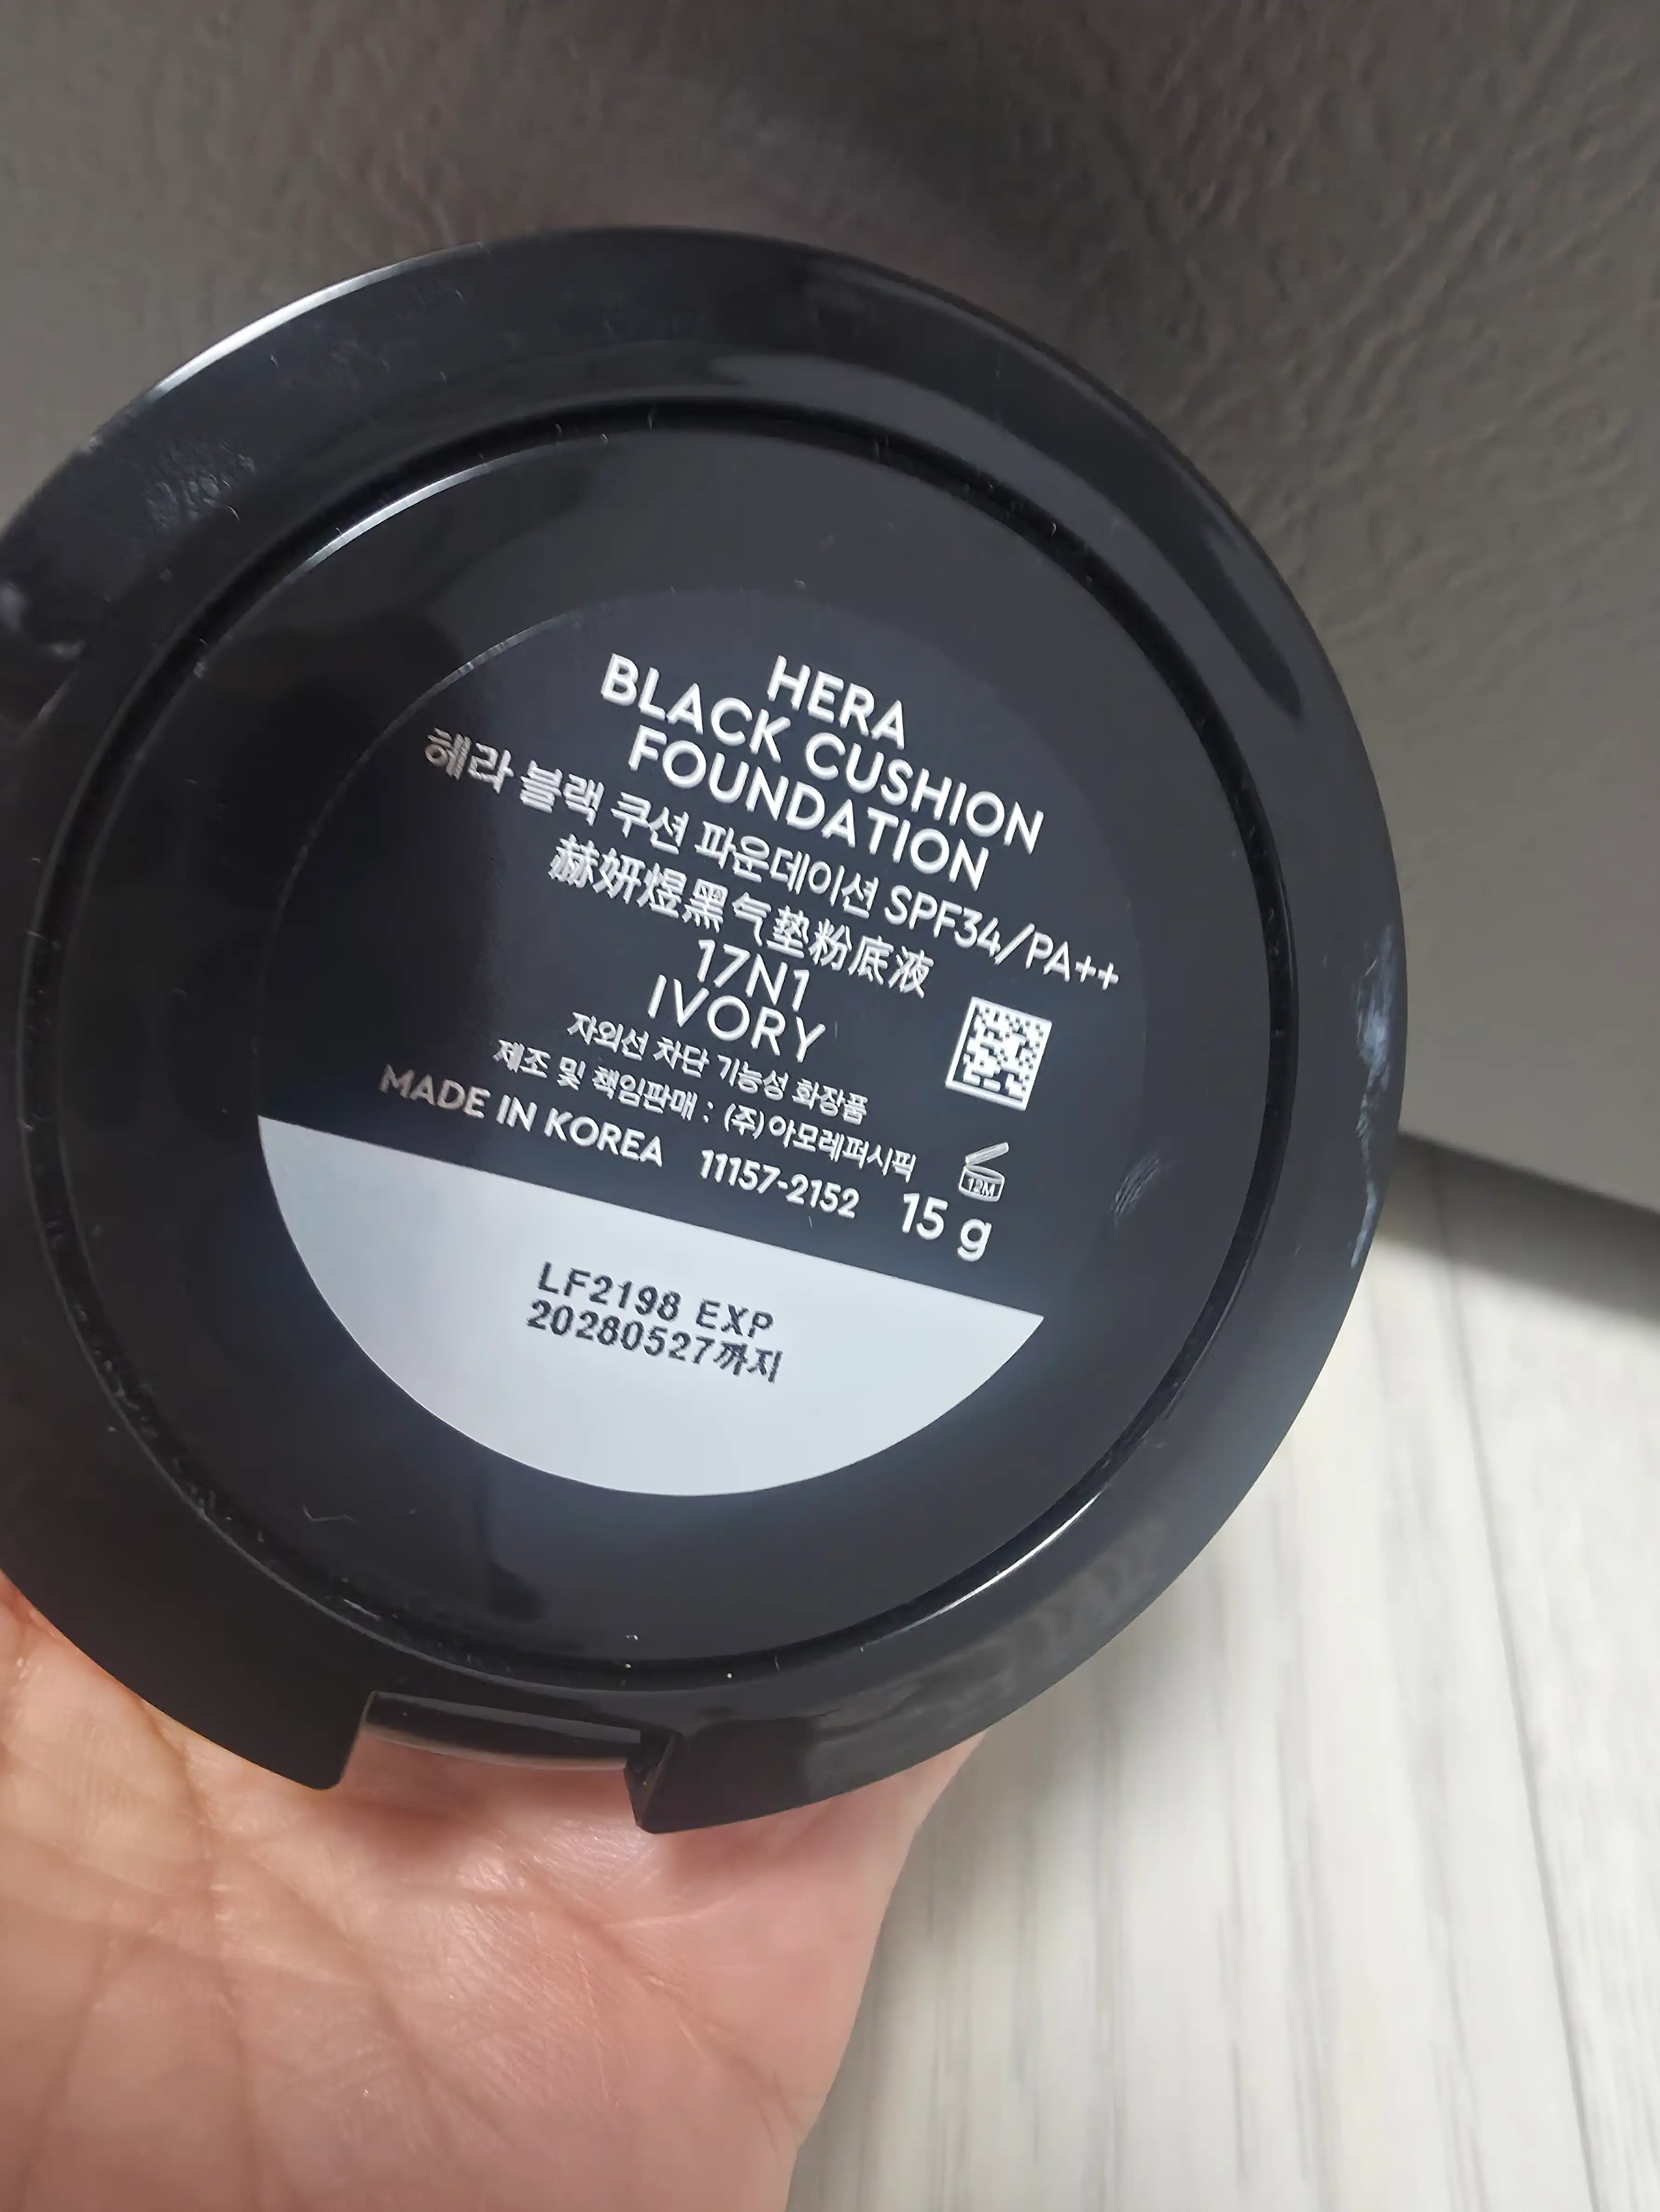 HERA
BLACK CUSHION
FOUNDATION
헤라 블랙 쿠션 파운데이션 SPF34/PA++
赫妍煜黑气垫粉底液
17N1
IVORY
자외선 차단 기능성 화장품
제조 및 책임판매 : (주)아모레퍼시픽
MADE IN KOREA 11157-2152 15 g
12M
LF2198 EXP
20280527까지